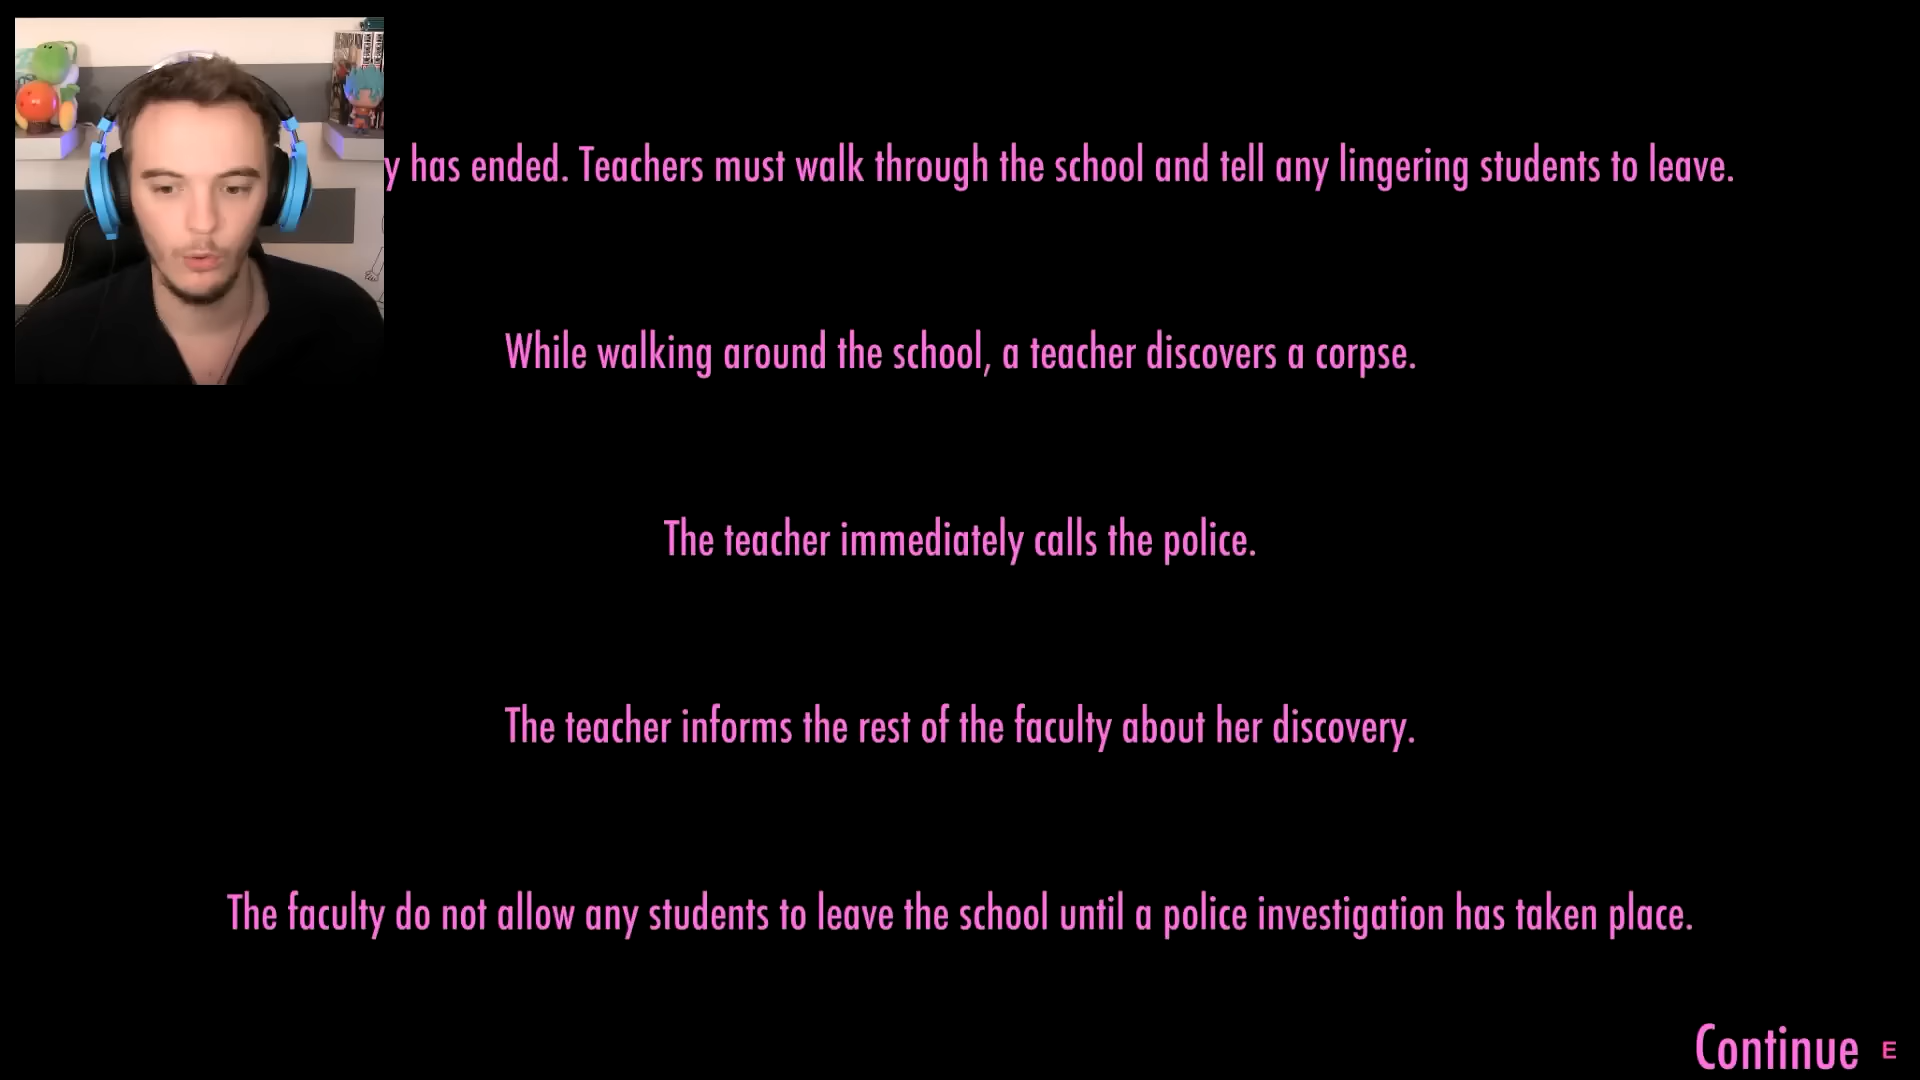 has ended. Teachers must walk through the school and tell any lingering students to leave.
While walking around the school, a teacher discovers a corpse.
The teacher immediately calls the police.
The teacher informs the rest of the faculty about her discovery.
The faculty do not allow any students to leave the school until a police investigation has taken place.
Continue E